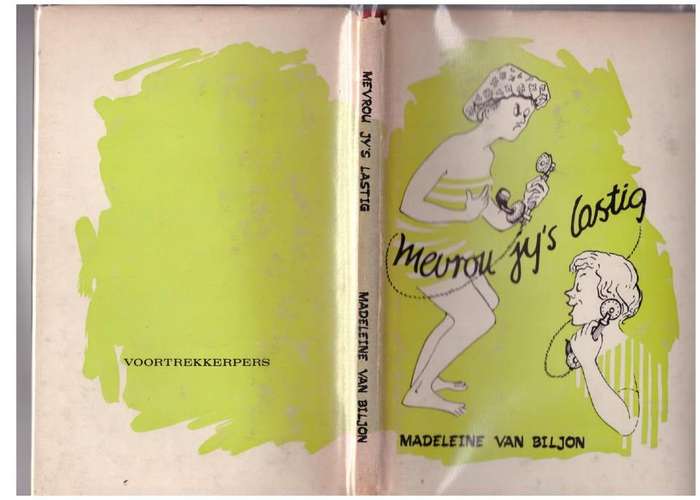 VOORTREKKERPERS
MEVROU JY'S LASTIG
MADELEINE VAN BILJON
Mevrou jy's lastig
MADELEINE VAN BILJON